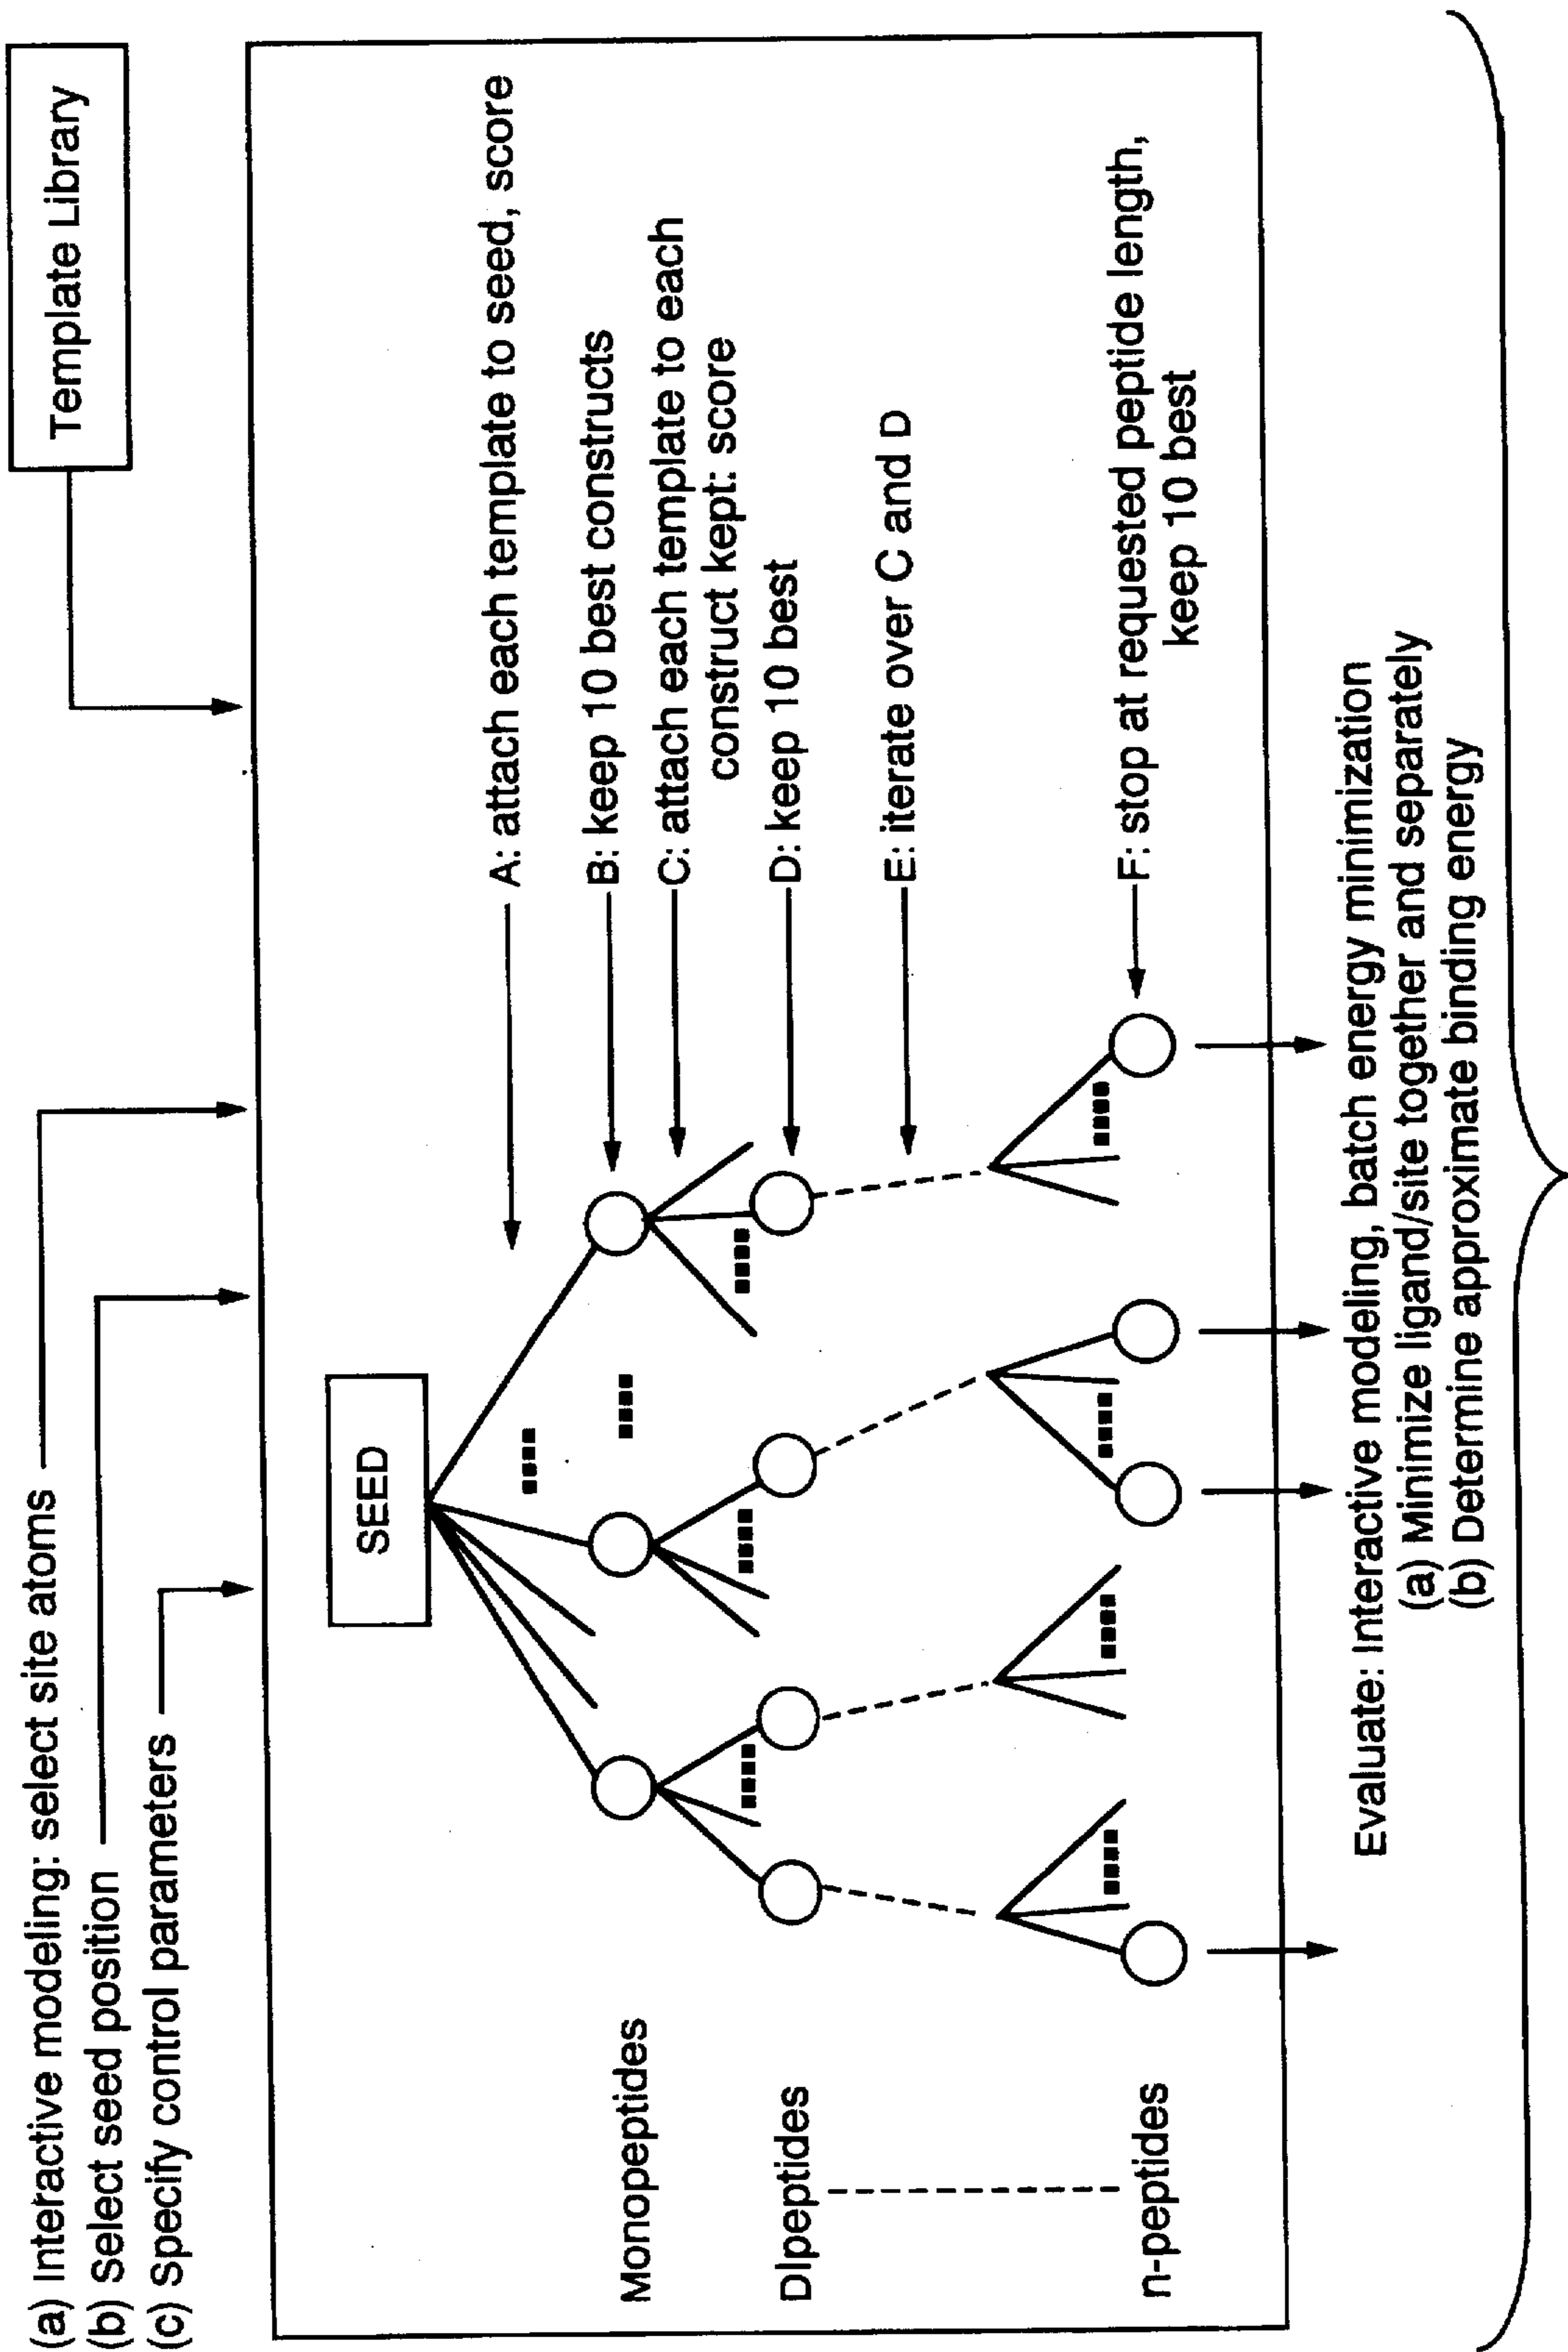 (a) Interactive modeling: select site atoms
(b) Select seed position
(c) Specify control parameters
Template Library
SEED
A: attach each template to seed, score
Monopeptides
B: keep 10 best constructs
C: attach each template to each
construct kept: score
Dipeptides
D: keep 10 best
E: iterate over C and D
n-peptides
F: stop at requested peptide length,
keep 10 best
Evaluate: Interactive modeling, batch energy minimization
(a) Minimize ligand/site together and separately
(b) Determine approximate binding energy